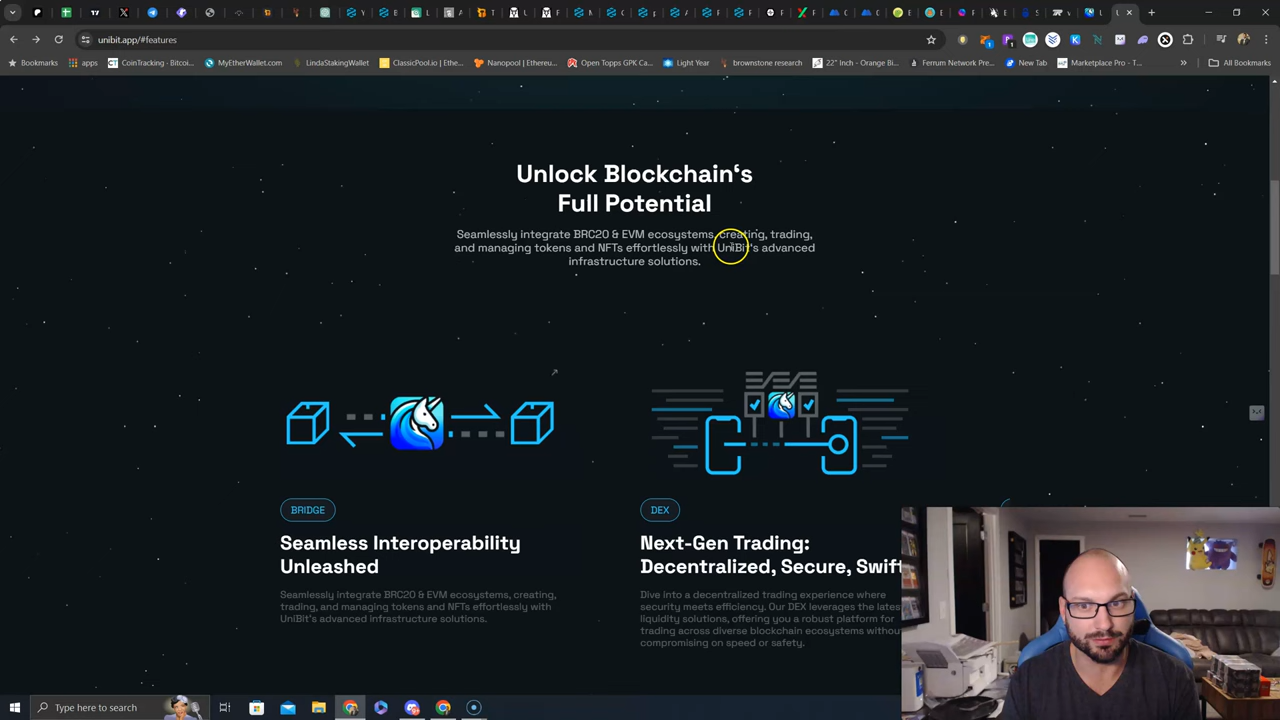 unibit.app/#features
Bookmarks
apps
CoinTracking · Bitcoi...
MyEtherWallet.com
LindaStakingWallet
ClassicPool.io | Ethe...
Nanopool | Ethereu...
Open Topps GPK Ca...
Light Year
brownstone research
22" Inch - Orange Bi...
Ferrum Network Pre...
New Tab
Marketplace Pro - T...
»
All Bookmarks
Unlock Blockchain‘s
Full Potential
Seamlessly integrate BRC20 & EVM ecosystems, creating, trading,
and managing tokens and NFTs effortlessly with UniBit's advanced
infrastructure solutions.
BRIDGE
Seamless Interoperability
Unleashed
Seamlessly integrate BRC20 & EVM ecosystems, creating,
trading, and managing tokens and NFTs effortlessly with
UniBit's advanced infrastructure solutions.
DEX
Next-Gen Trading:
Decentralized, Secure, Swift
Dive into a decentralized trading experience where
security meets efficiency. Our DEX leverages the lates
liquidity solutions, offering you a robust platform for
trading across diverse blockchain ecosystems withou
compromising on speed or safety.
Type here to search